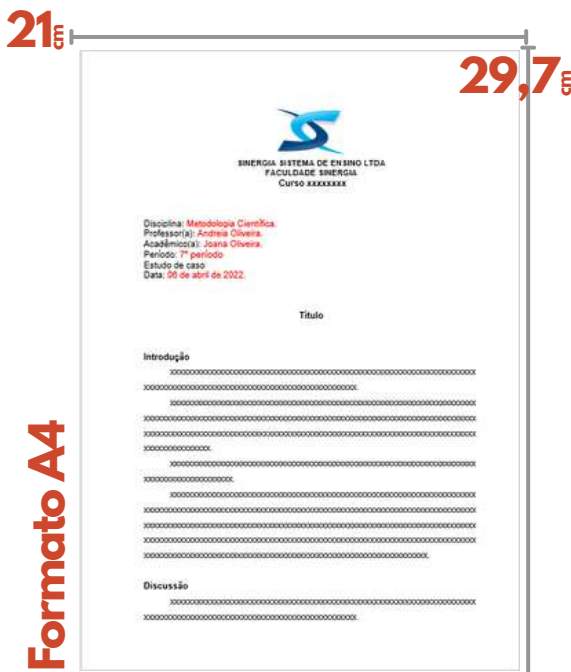 21cm
29,7cm
SINERGIA SISTEMA DE ENSINO LTDA
FACULDADE SINERGIA
Curso xxxxxxxx
Disciplina: Metodologia Científica.
Professor(a): Andreia Oliveira.
Acadêmico(a): Joana Oliveira.
Período: 7º período
Estudo de caso
Data: 06 de abril de 2022.
Título
Introdução
Discussão
Formato A4